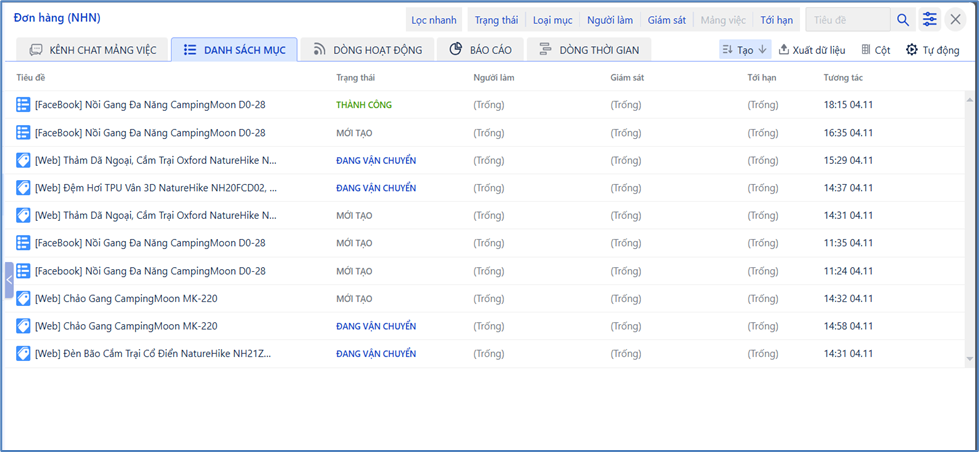 Đơn hàng (NHN)
Lọc nhanh Trạng thái Loại mục Người làm Giám sát Mảng việc Tới hạn Tiêu đề
KÊNH CHAT MẢNG VIỆC DANH SÁCH MỤC DÒNG HOẠT ĐỘNG BÁO CÁO DÒNG THỜI GIAN Tạo Xuất dữ liệu Cột Tự động
Tiêu đề Trạng thái Người làm Giám sát Tới hạn Tương tác
[FaceBook] Nồi Gang Đa Năng CampingMoon D0-28 THÀNH CÔNG (Trống) (Trống) (Trống) 18:15 04.11
[FaceBook] Nồi Gang Đa Năng CampingMoon D0-28 MỚI TẠO (Trống) (Trống) (Trống) 16:35 04.11
[Web] Thảm Dã Ngoại, Cắm Trại Oxford NatureHike N... ĐANG VẬN CHUYỂN (Trống) (Trống) (Trống) 15:29 04.11
[Web] Đệm Hơi TPU Vân 3D NatureHike NH20FCD02, ... ĐANG VẬN CHUYỂN (Trống) (Trống) (Trống) 14:37 04.11
[Web] Thảm Dã Ngoại, Cắm Trại Oxford NatureHike N... MỚI TẠO (Trống) (Trống) (Trống) 14:31 04.11
[FaceBook] Nồi Gang Đa Năng CampingMoon D0-28 MỚI TẠO (Trống) (Trống) (Trống) 11:35 04.11
[Facebook] Nồi Gang Đa Năng CampingMoon D0-28 MỚI TẠO (Trống) (Trống) (Trống) 11:24 04.11
[Web] Chảo Gang CampingMoon MK-220 MỚI TẠO (Trống) (Trống) (Trống) 14:32 04.11
[Web] Chảo Gang CampingMoon MK-220 ĐANG VẬN CHUYỂN (Trống) (Trống) (Trống) 14:58 04.11
[Web] Đèn Bão Cắm Trại Cổ Điển NatureHike NH21Z... ĐANG VẬN CHUYỂN (Trống) (Trống) (Trống) 14:31 04.11